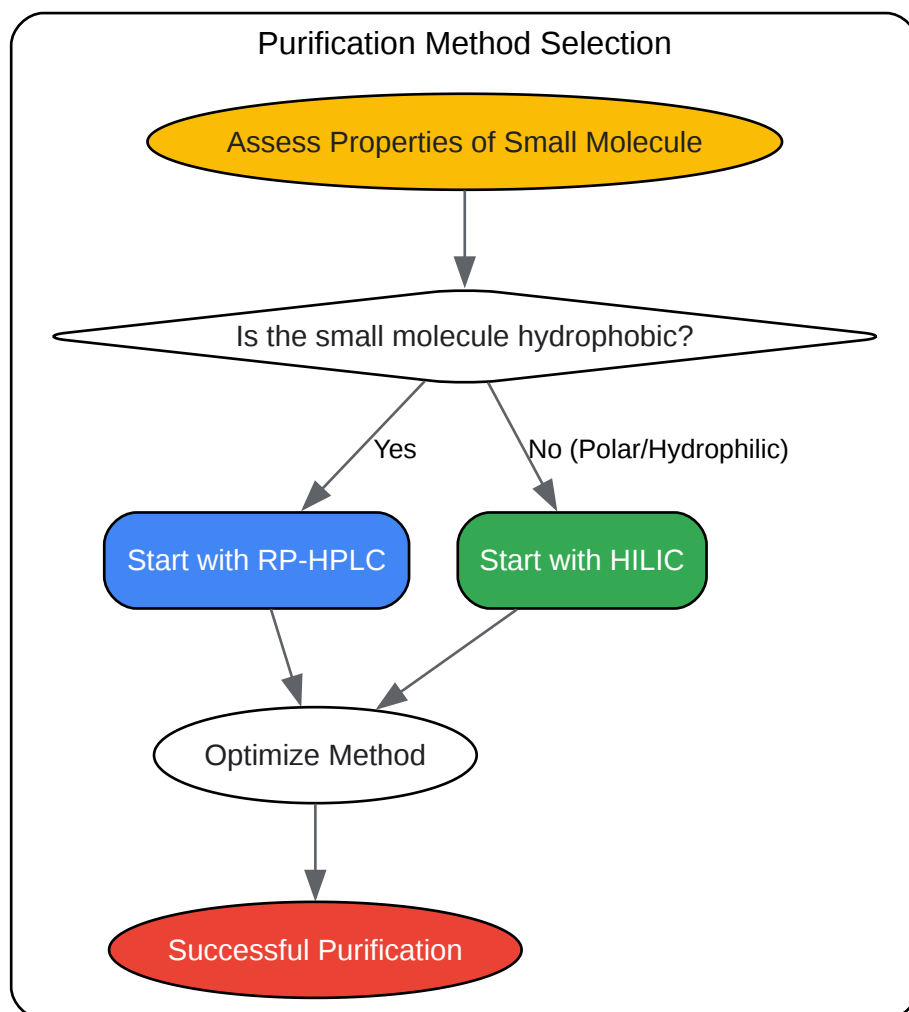 Purification Method Selection
Assess Properties of Small Molecule
Is the small molecule hydrophobic?
Yes
No (Polar/Hydrophilic)
Start with RP-HPLC
Start with HILIC
Optimize Method
Successful Purification